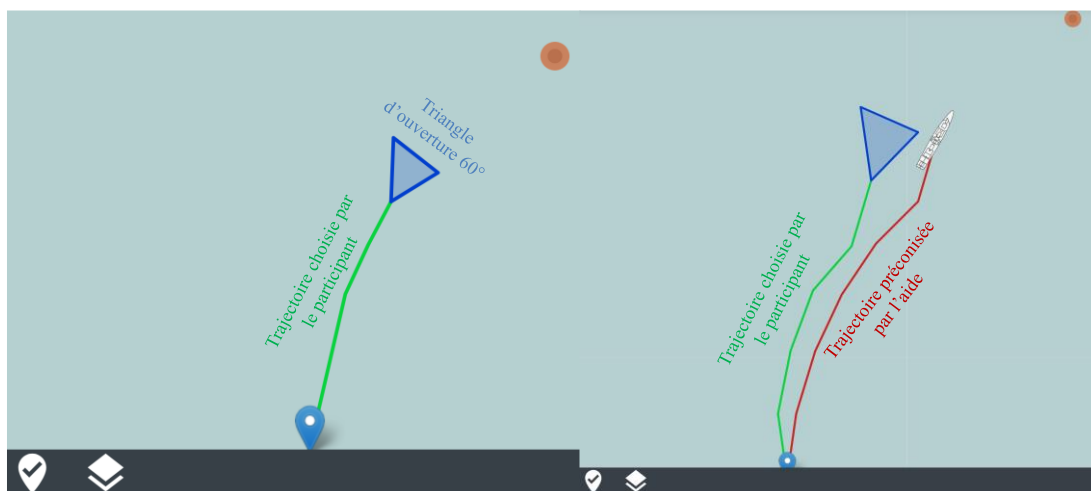 Triangle
d’ouverture 60°
Trajectoire choisie par
le participant
Trajectoire choisie par
le participant
Trajectoire préconisée
par l’aide